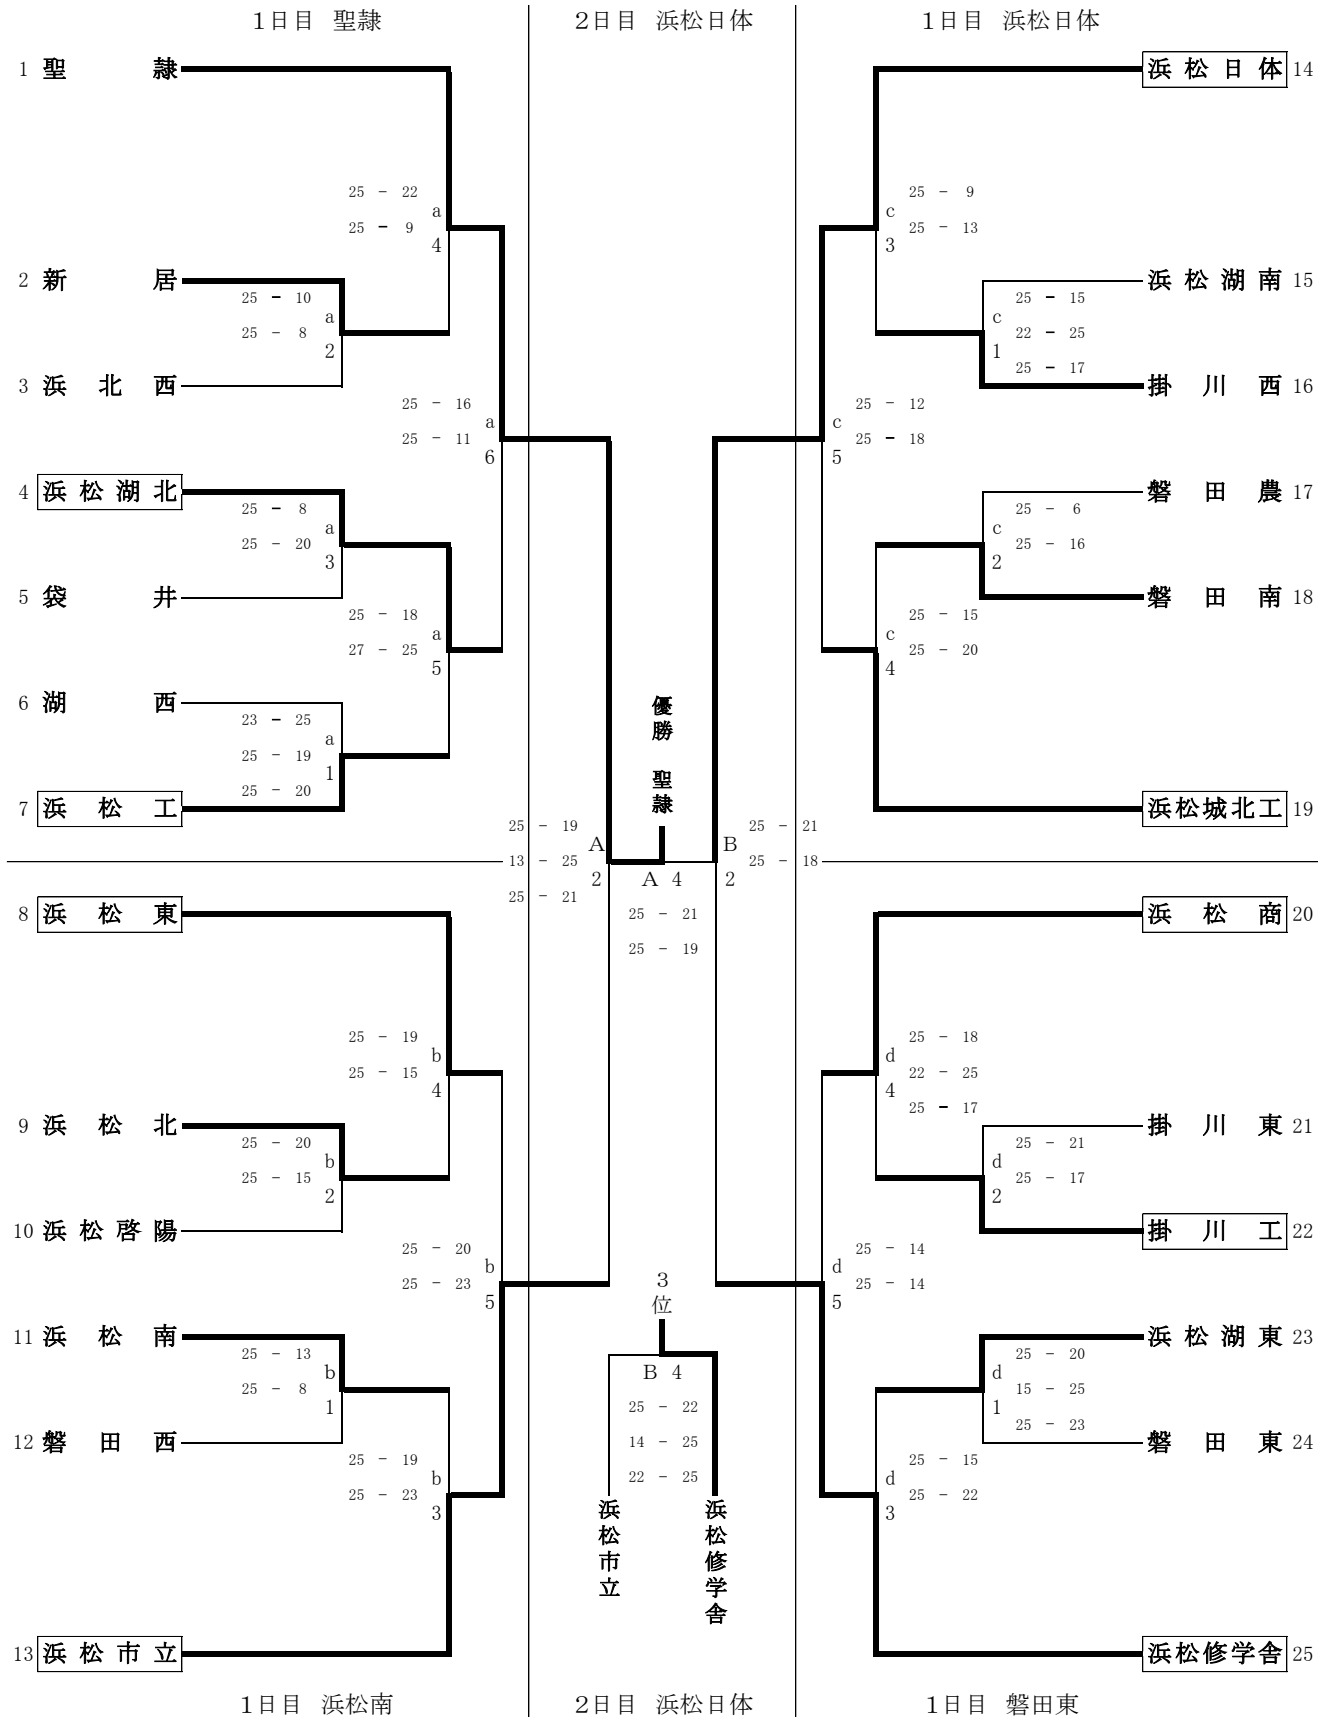 1日目 聖隷
2日目 浜松日体
1日目 浜松日体
1 聖隷
25 - 22
25 - 9
a 4
2 新居
25 - 10
25 - 8
a 2
3 浜北西
25 - 16
25 - 11
a 6
4 浜松湖北
25 - 8
25 - 20
a 3
5 袋井
25 - 18
27 - 25
a 5
6 湖西
23 - 25
25 - 19
25 - 20
a 1
7 浜松工
浜松日体 14
25 - 9
25 - 13
c 3
浜松湖南 15
25 - 15
22 - 25
25 - 17
c 1
掛川西 16
25 - 12
25 - 18
c 5
磐田農 17
25 - 6
25 - 16
c 2
磐田南 18
25 - 15
25 - 20
c 4
浜松城北工 19
優勝 聖隷
25 - 19
13 - 25
25 - 21
A 2
A 4
25 - 21
25 - 19
25 - 21
25 - 18
B 2
8 浜松東
25 - 19
25 - 15
b 4
9 浜松北
25 - 20
25 - 15
b 2
10 浜松啓陽
25 - 20
25 - 23
b 5
11 浜松南
25 - 13
25 - 8
b 1
12 磐田西
25 - 19
25 - 23
b 3
13 浜松市立
3位
B 4
25 - 22
14 - 25
22 - 25
浜松市立
浜松修学舎
浜松商 20
25 - 18
22 - 25
25 - 17
d 4
掛川東 21
25 - 21
25 - 17
d 2
掛川工 22
25 - 14
25 - 14
d 5
浜松湖東 23
25 - 20
15 - 25
25 - 23
d 1
磐田東 24
25 - 15
25 - 22
d 3
浜松修学舎 25
1日目 浜松南
2日目 浜松日体
1日目 磐田東